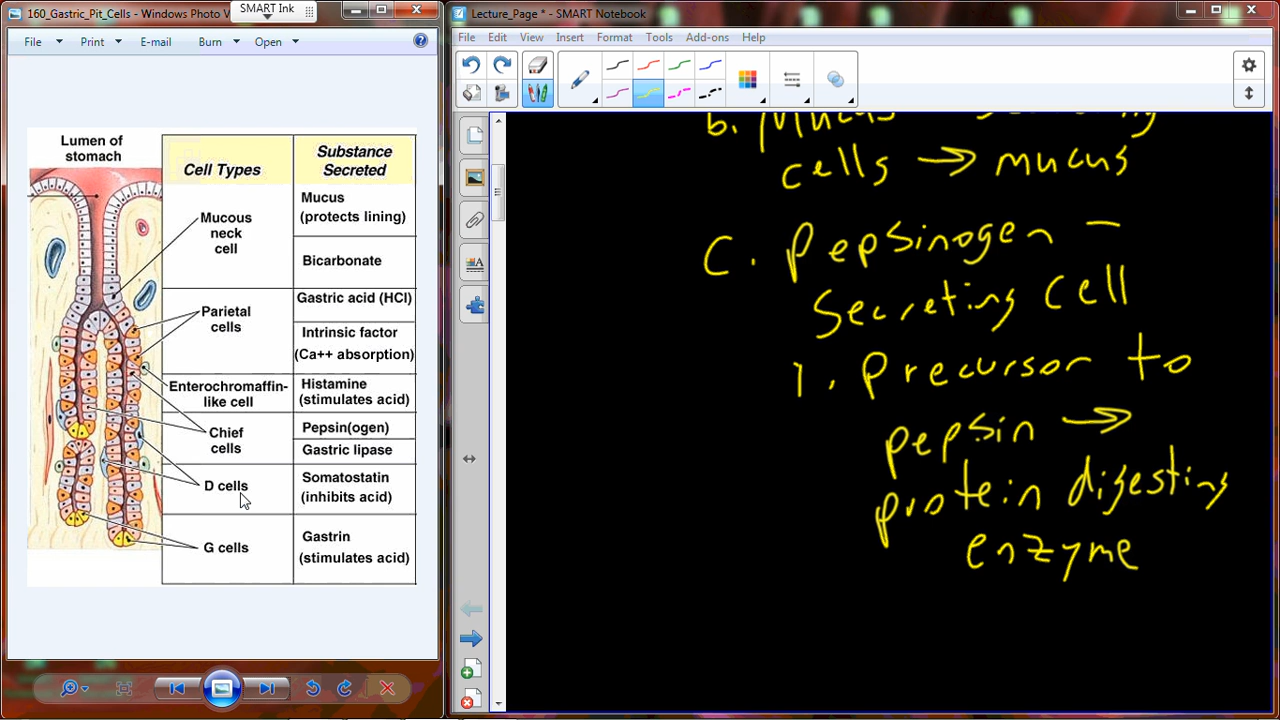 160_Gastric_Pit_Cells - Windows Photo V
SMART Ink
File Print E-mail Burn Open
Lumen of
stomach
Cell Types
Substance
Secreted
Mucous
neck
cell
Mucus
(protects lining)
Bicarbonate
Parietal
cells
Gastric acid (HCl)
Intrinsic factor
(Ca++ absorption)
Enterochromaffin-
like cell
Histamine
(stimulates acid)
Chief
cells
Pepsin(ogen)
Gastric lipase
D cells
Somatostatin
(inhibits acid)
G cells
Gastrin
(stimulates acid)
Lecture_Page * - SMART Notebook
File Edit View Insert Format Tools Add-ons Help
b. Mucus - Secreting
cells → mucus
C. Pepsinogen -
Secreting Cell
1. Precursor to
pepsin →
protein digesting
enzyme